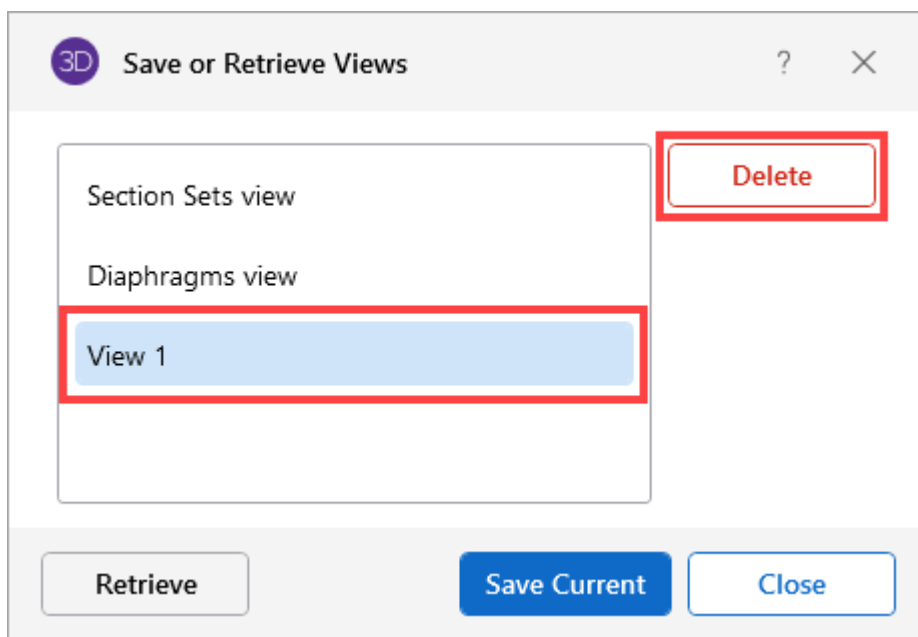 3D Save or Retrieve Views ?
Section Sets view
Delete
Diaphragms view
View 1
Retrieve Save Current Close